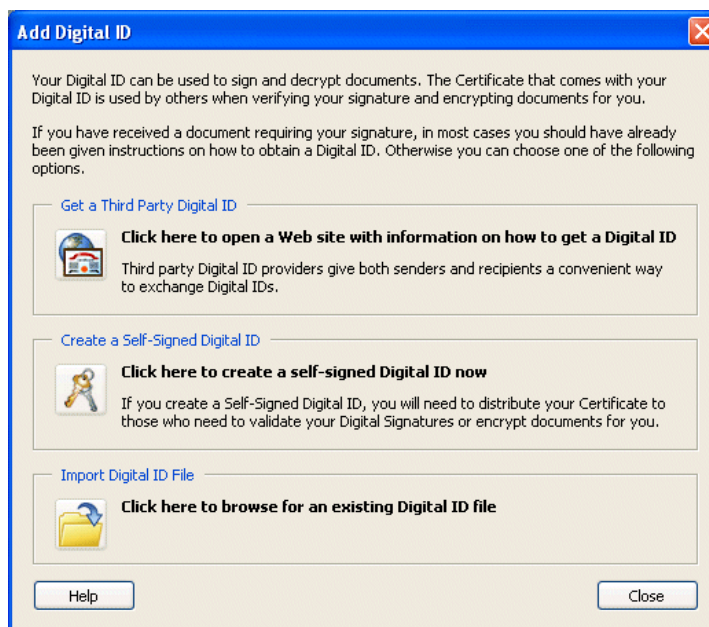 Add Digital ID
Your Digital ID can be used to sign and decrypt documents. The Certificate that comes with your
Digital ID is used by others when verifying your signature and encrypting documents for you.
If you have received a document requiring your signature, in most cases you should have already
been given instructions on how to obtain a Digital ID. Otherwise you can choose one of the following
options.
Get a Third Party Digital ID
Click here to open a Web site with information on how to get a Digital ID
Third party Digital ID providers give both senders and recipients a convenient way
to exchange Digital IDs.
Create a Self-Signed Digital ID
Click here to create a self-signed Digital ID now
If you create a Self-Signed Digital ID, you will need to distribute your Certificate to
those who need to validate your Digital Signatures or encrypt documents for you.
Import Digital ID File
Click here to browse for an existing Digital ID file
Help
Close